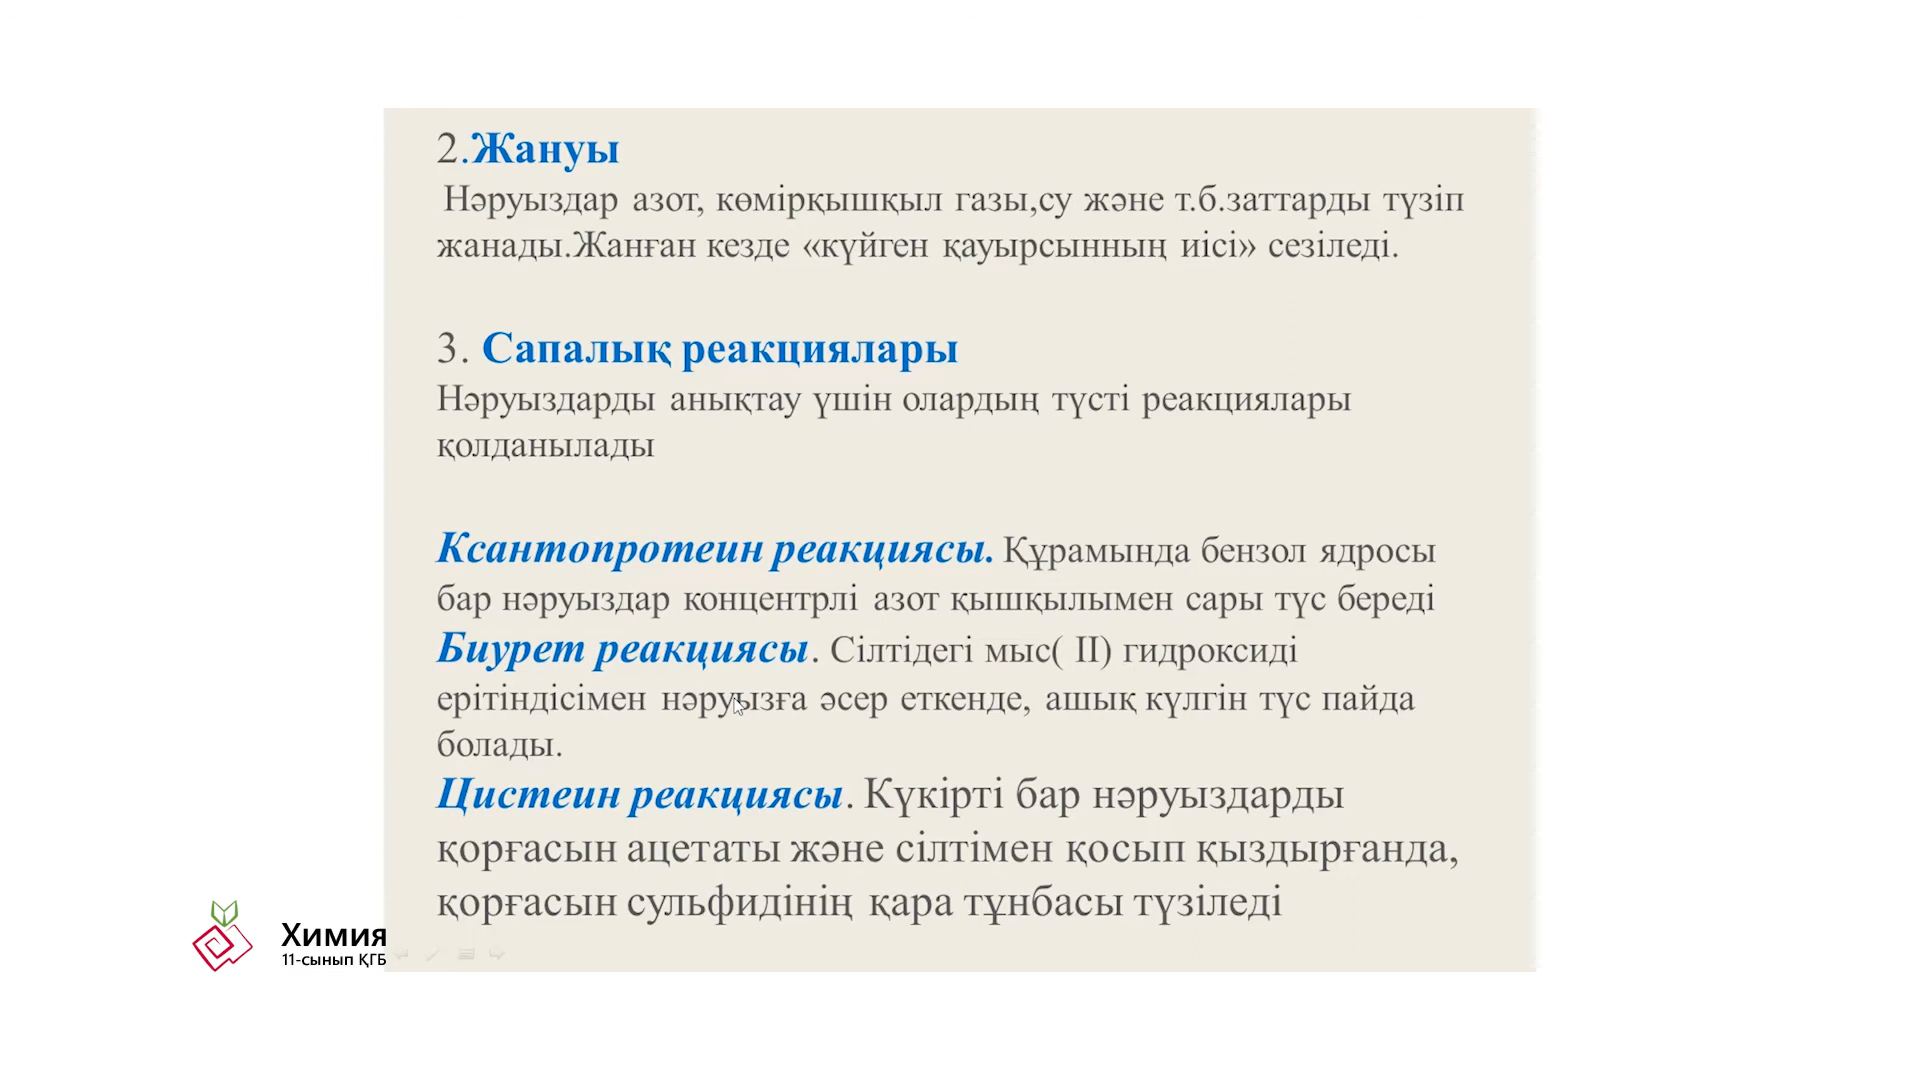 2.Жануы
Нәруыздар азот, көмірқышқыл газы,су және т.б.заттарды түзіп
жанады.Жанған кезде «күйген қауырсынның иісі» сезіледі.
3. Сапалық реакциялары
Нәруыздарды анықтау үшін олардың түсті реакциялары
қолданылады
Ксантопротеин реакциясы. Құрамында бензол ядросы
бар нәруыздар концентрлі азот қышқылымен сары түс береді
Биурет реакциясы. Сілтідегі мыс( II) гидроксиді
ерітіндісімен нәруызға әсер еткенде, ашық күлгін түс пайда
болады.
Цистеин реакциясы. Күкірті бар нәруыздарды
қорғасын ацетаты және сілтімен қосып қыздырғанда,
қорғасын сульфидінің қара тұнбасы түзіледі
Химия
11-сынып ҚГБ